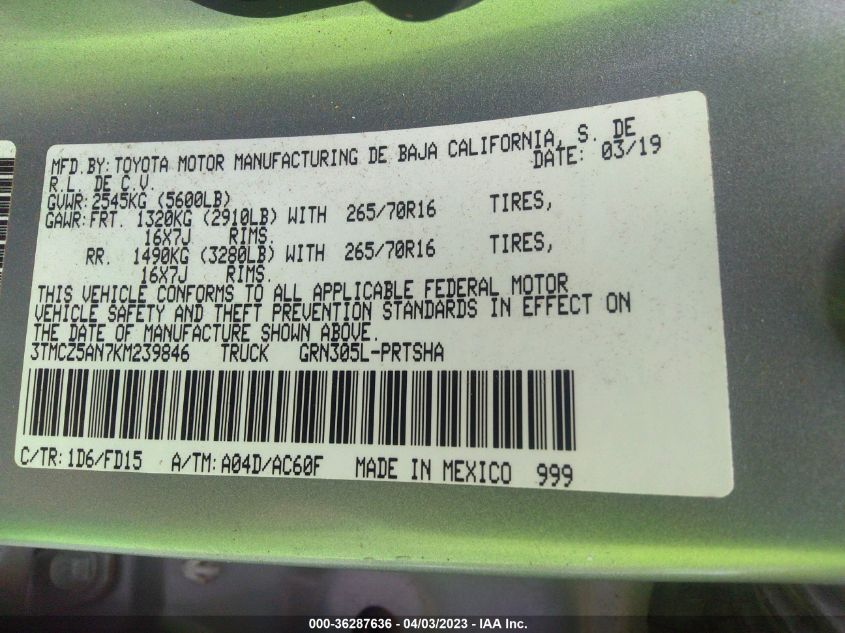 MFD.BY: TOYOTA MOTOR MANUFACTURING DE BAJA CALIFORNIA, S. DE
R.L. DE C.V. DATE: 03/19
GVWR: 2545KG (5600LB)
GAWR: FRT. 1320KG (2910LB) WITH 265/70R16 TIRES,
16X7J RIMS.
RR. 1490KG (3280LB) WITH 265/70R16 TIRES,
16X7J RIMS.
THIS VEHICLE CONFORMS TO ALL APPLICABLE FEDERAL MOTOR
VEHICLE SAFETY AND THEFT PREVENTION STANDARDS IN EFFECT ON
THE DATE OF MANUFACTURE SHOWN ABOVE.
3TMCZ5AN7KM239846 TRUCK GRN305L-PRTSHA
C/TR: 1D6/FD15 A/TM: A04D/AC60F MADE IN MEXICO 999
000-36287636 - 04/03/2023 - IAA Inc.